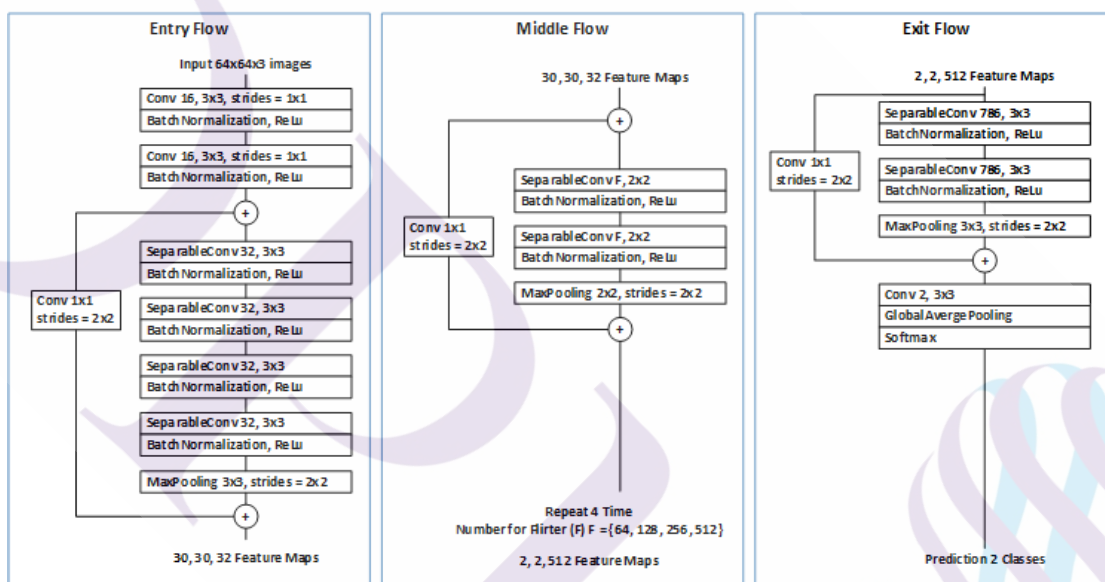 Entry Flow
Input 64x64x3 images
Conv 16, 3x3, strides = 1x1
BatchNormalization, ReLu
Conv 16, 3x3, strides = 1x1
BatchNormalization, ReLu
+
SeparableConv 32, 3x3
BatchNormalization, ReLu
Conv 1x1
strides = 2x2
SeparableConv 32, 3x3
BatchNormalization, ReLu
SeparableConv 32, 3x3
BatchNormalization, ReLu
SeparableConv 32, 3x3
BatchNormalization, ReLu
MaxPooling 3x3, strides = 2x2
+
30, 30, 32 Feature Maps
Middle Flow
30, 30, 32 Feature Maps
+
SeparableConv F, 2x2
BatchNormalization, ReLu
Conv 1x1
strides = 2x2
SeparableConv F, 2x2
BatchNormalization, ReLu
MaxPooling 2x2, strides = 2x2
+
Repeat 4 Time
Number for Flirter (F) F = {64, 128, 256, 512}
2, 2, 512 Feature Maps
Exit Flow
2, 2, 512 Feature Maps
SeparableConv 786, 3x3
BatchNormalization, ReLu
Conv 1x1
strides = 2x2
SeparableConv 786, 3x3
BatchNormalization, ReLu
MaxPooling 3x3, strides = 2x2
+
Conv 2, 3x3
GlobalAvergePooling
Softmax
Prediction 2 Classes